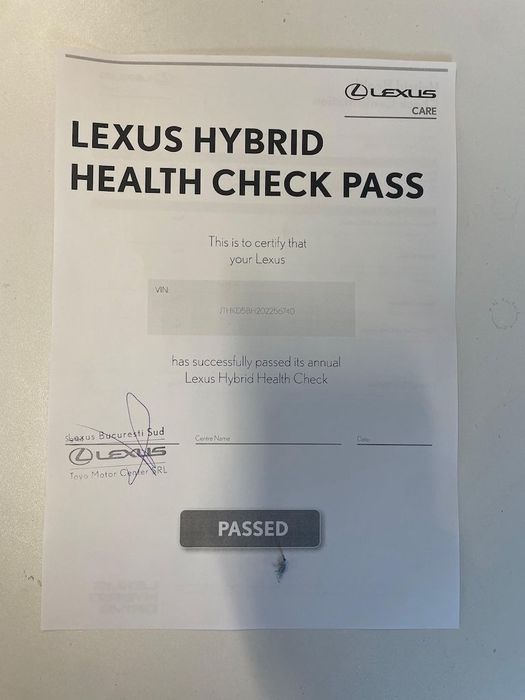 LEXUS
CARE
LEXUS HYBRID
HEALTH CHECK PASS
This is to certify that
your Lexus
VIN:
JTHKD5BH202256740
has successfully passed its annual
Lexus Hybrid Health Check
Lexus Bucuresti Sud
Centre Name
Date
LEXUS
Toyo Motor Center SRL
PASSED